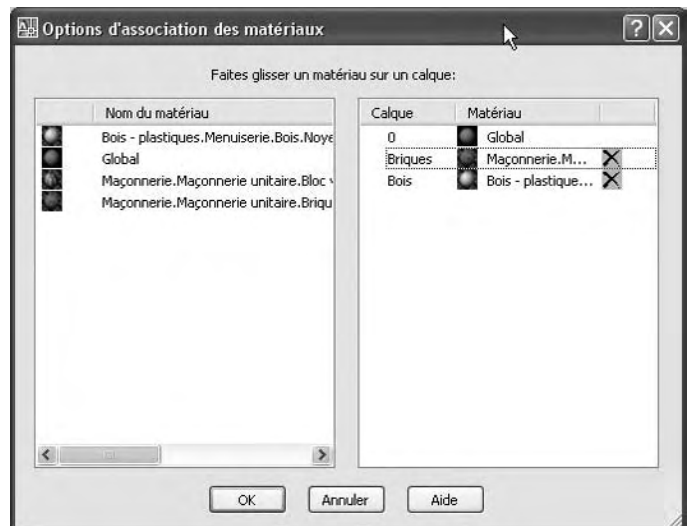 Options d'association des matériaux
Faites glisser un matériau sur un calque:
Nom du matériau
Bois - plastiques.Menuiserie.Bois.Noye
Global
Maçonnerie.Maçonnerie unitaire.Bloc
Maçonnerie.Maçonnerie unitaire.Briqu
Calque Matériau
0 Global
Briques Maçonnerie.M...
Bois Bois - plastique...
OK Annuler Aide